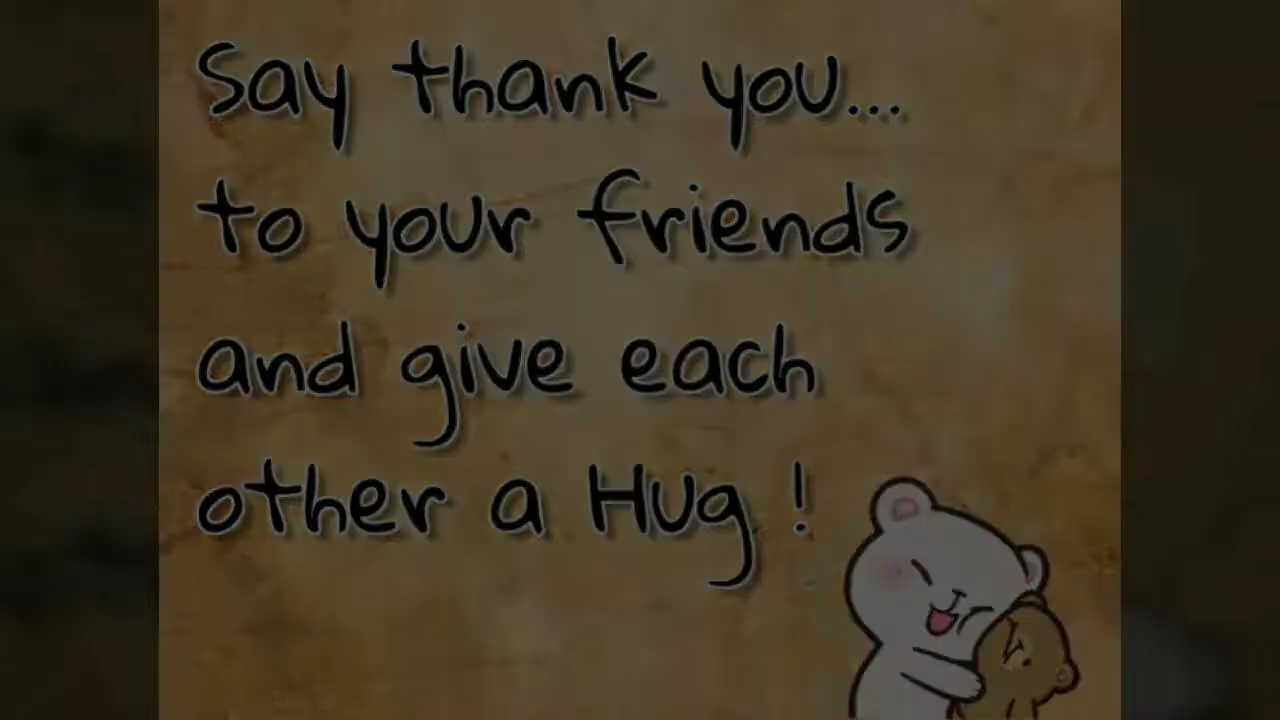 Say thank you...
to your friends
and give each
other a Hug !